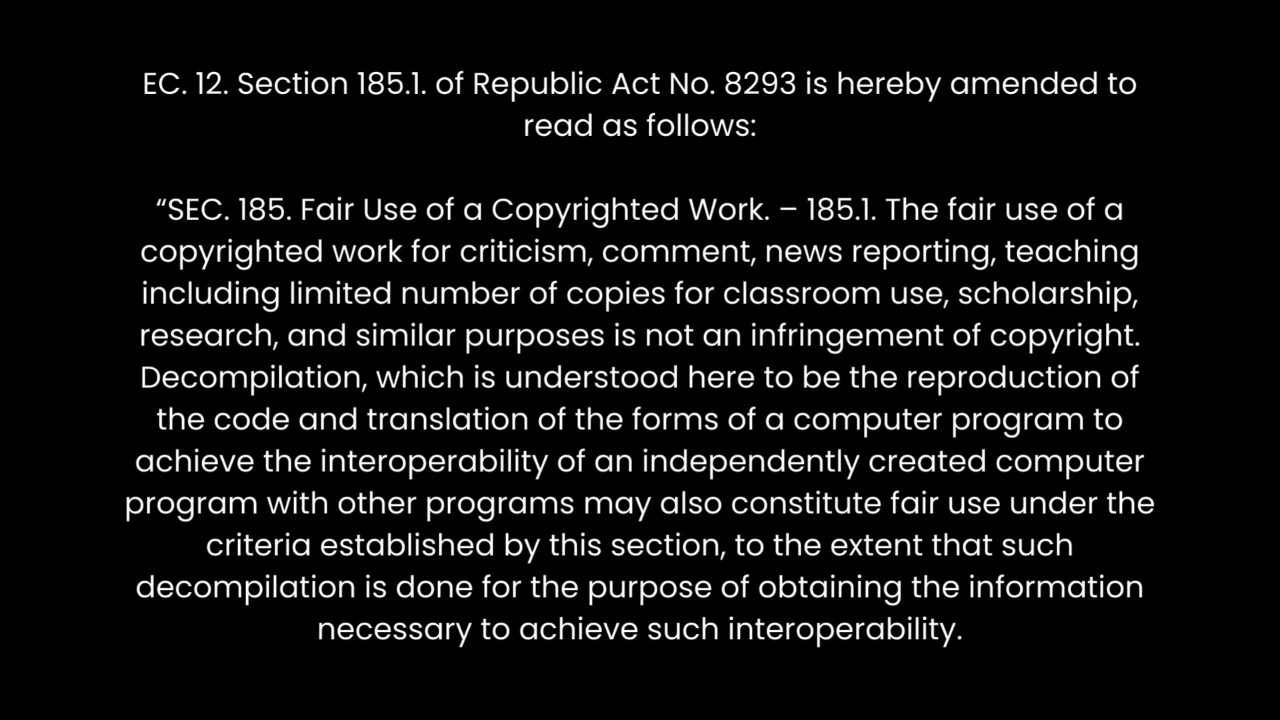 EC. 12. Section 185.1. of Republic Act No. 8293 is hereby amended to
read as follows:
“SEC. 185. Fair Use of a Copyrighted Work. – 185.1. The fair use of a
copyrighted work for criticism, comment, news reporting, teaching
including limited number of copies for classroom use, scholarship,
research, and similar purposes is not an infringement of copyright.
Decompilation, which is understood here to be the reproduction of
the code and translation of the forms of a computer program to
achieve the interoperability of an independently created computer
program with other programs may also constitute fair use under the
criteria established by this section, to the extent that such
decompilation is done for the purpose of obtaining the information
necessary to achieve such interoperability.